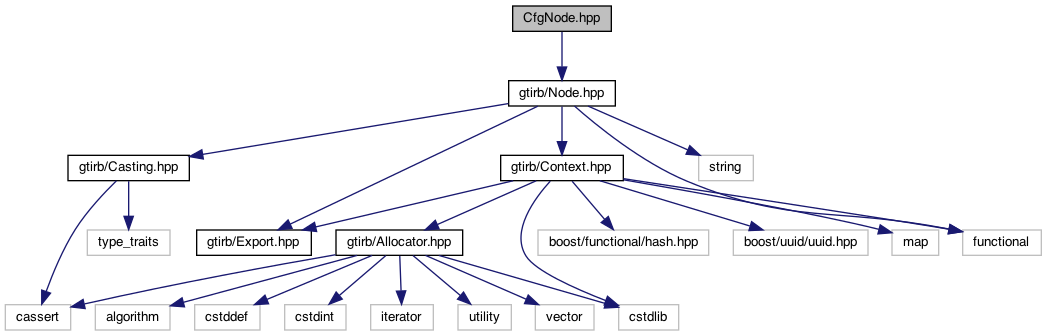 CfgNode.hpp
gtirb/Node.hpp
gtirb/Casting.hpp
gtirb/Context.hpp
string
type_traits
gtirb/Export.hpp
gtirb/Allocator.hpp
boost/functional/hash.hpp
boost/uuid/uuid.hpp
map
functional
cassert
algorithm
cstddef
cstdint
iterator
utility
vector
cstdlib